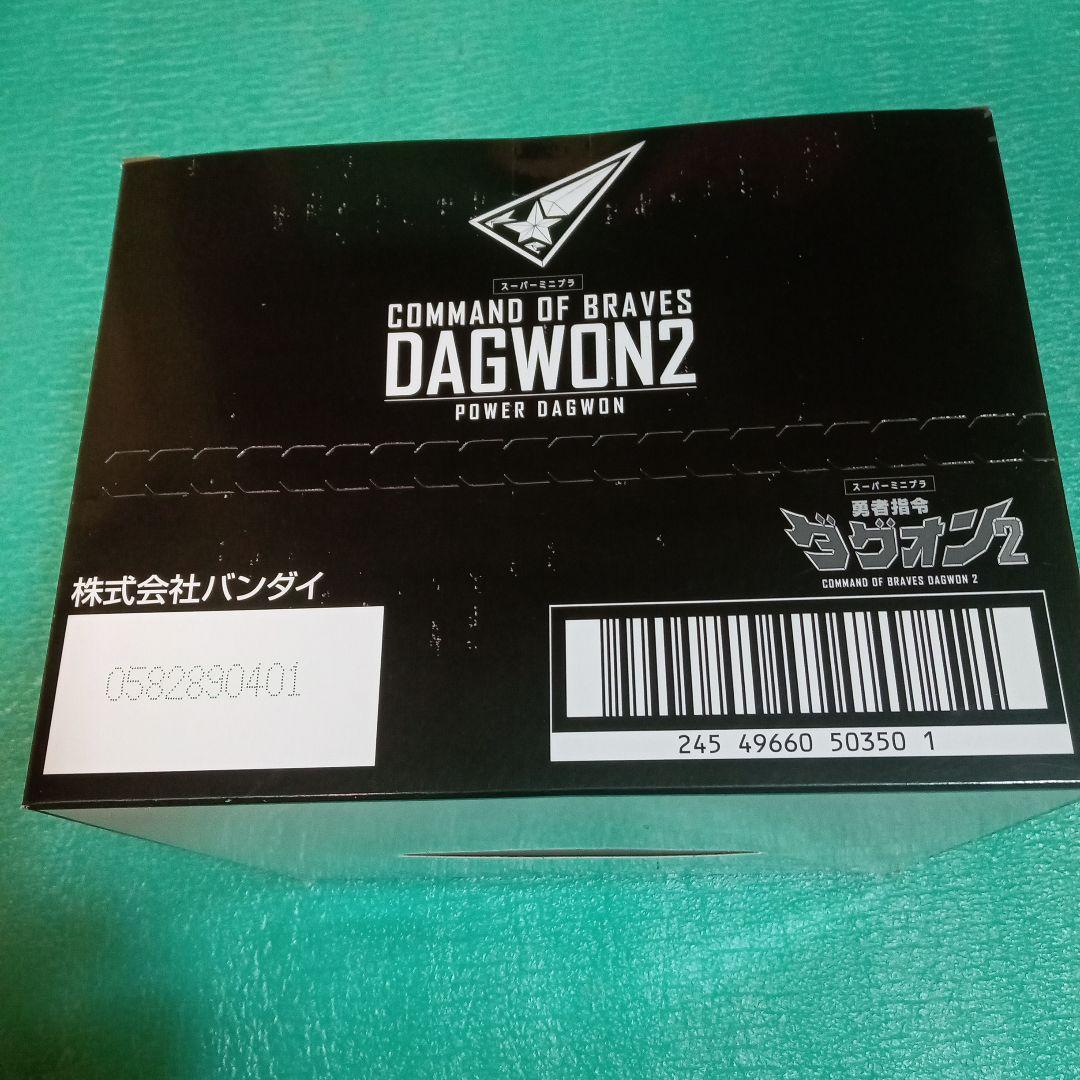 スーパーミニプラ
COMMAND OF BRAVES
DAGWON2
POWER DAGWON
スーパーミニプラ
勇者指令
ダグオン2
COMMAND OF BRAVES DAGWON 2
株式会社バンダイ
0582890401
245 49660 50350 1